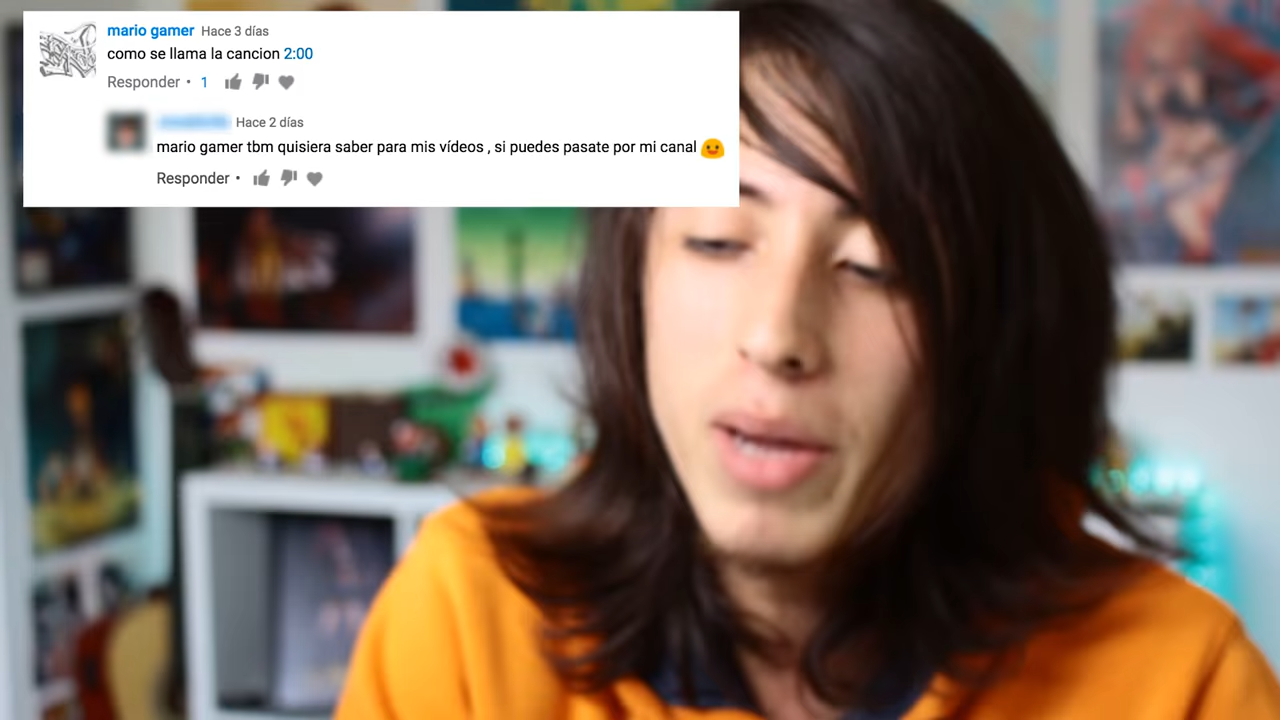 mario gamer Hace 3 días
como se llama la cancion 2:00
Responder • 1
Hace 2 días
mario gamer tbm quisiera saber para mis vídeos , si puedes pasate por mi canal
Responder •